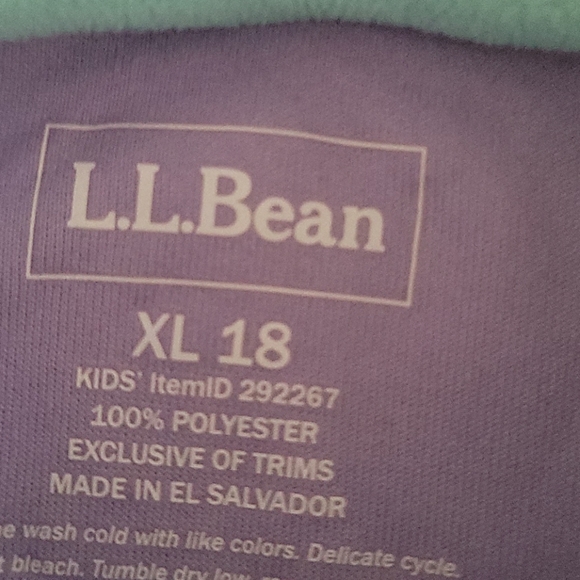 L.L.Bean
XL 18
KIDS' ItemID 292267
100% POLYESTER
EXCLUSIVE OF TRIMS
MADE IN EL SALVADOR
wash cold with like colors. Delicate cycle.
bleach. Tumble dry low